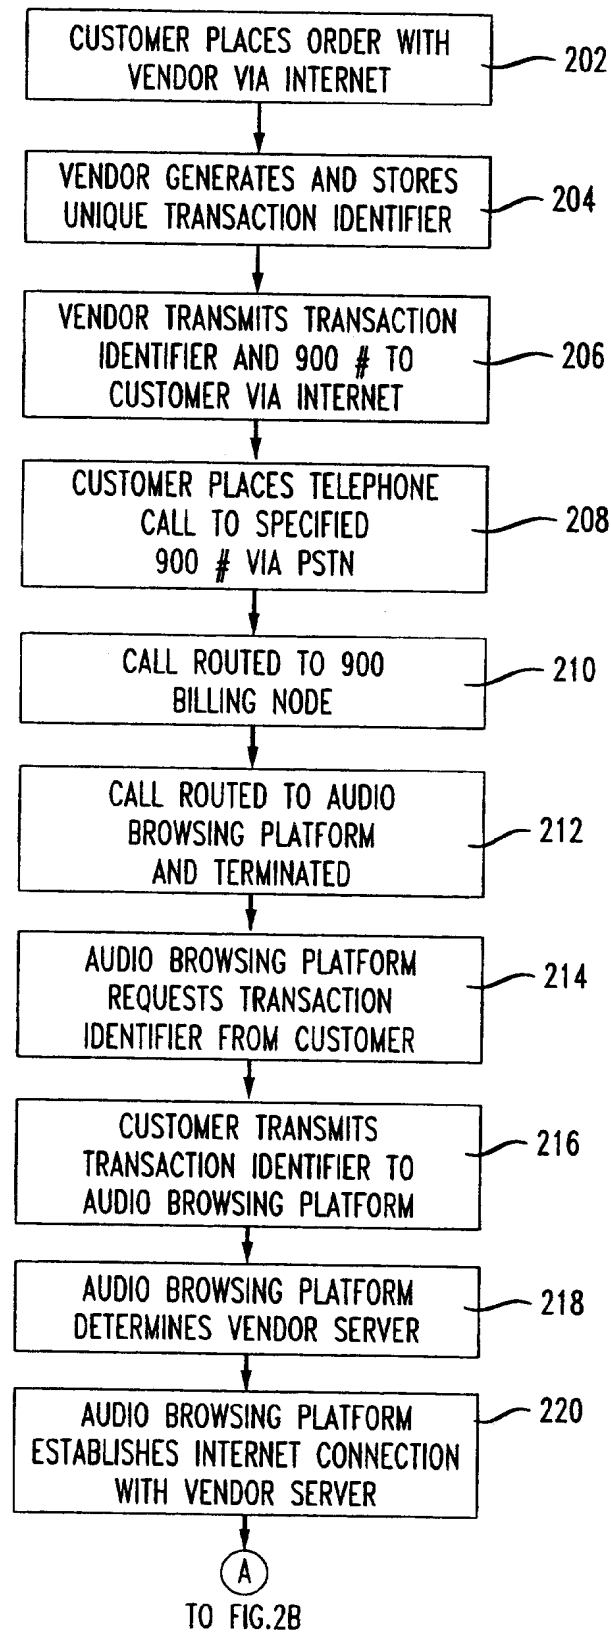 CUSTOMER PLACES ORDER WITH
VENDOR VIA INTERNET
202
VENDOR GENERATES AND STORES
UNIQUE TRANSACTION IDENTIFIER
204
VENDOR TRANSMITS TRANSACTION
IDENTIFIER AND 900 # TO
CUSTOMER VIA INTERNET
206
CUSTOMER PLACES TELEPHONE
CALL TO SPECIFIED
900 # VIA PSTN
208
CALL ROUTED TO 900
BILLING NODE
210
CALL ROUTED TO AUDIO
BROWSING PLATFORM
AND TERMINATED
212
AUDIO BROWSING PLATFORM
REQUESTS TRANSACTION
IDENTIFIER FROM CUSTOMER
214
CUSTOMER TRANSMITS
TRANSACTION IDENTIFIER TO
AUDIO BROWSING PLATFORM
216
AUDIO BROWSING PLATFORM
DETERMINES VENDOR SERVER
218
AUDIO BROWSING PLATFORM
ESTABLISHES INTERNET CONNECTION
WITH VENDOR SERVER
220
A
TO FIG.2B